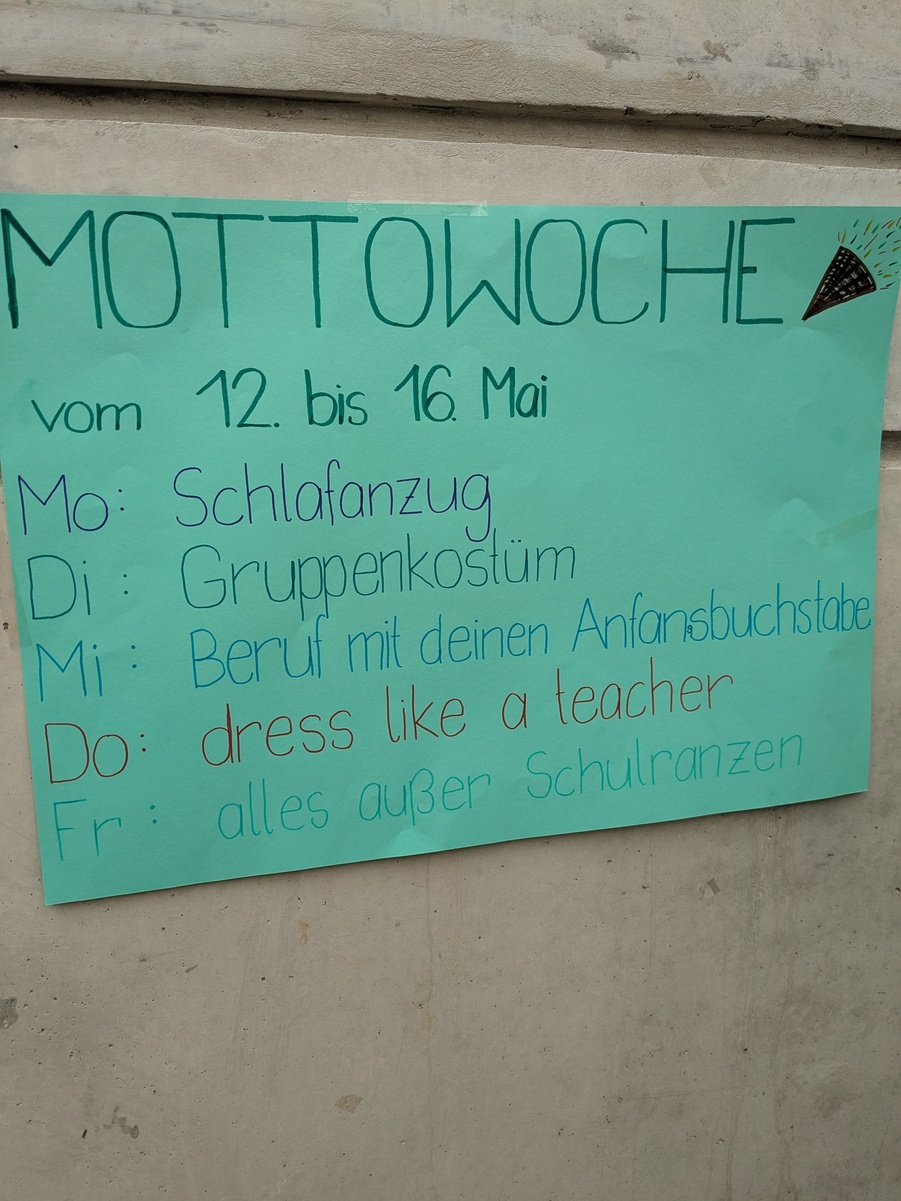 MOTTOWOCHE
vom 12. bis 16. Mai
Mo: Schlafanzug
Di: Gruppenkostüm
Mi: Beruf mit deinen Anfansbuchstabe
Do: dress like a teacher
Fr: alles außer Schulranzen